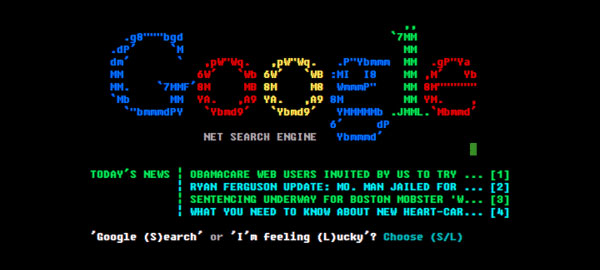 Google
NET SEARCH ENGINE
TODAY'S NEWS | OBAMACARE WEB USERS INVITED BY US TO TRY ... [1]
| RYAN FERGUSON UPDATE: MO. MAN JAILED FOR ... [2]
| SENTENCING UNDERWAY FOR BOSTON MOBSTER 'W... [3]
| WHAT YOU NEED TO KNOW ABOUT NEW HEART-CAR... [4]
'Google (S)earch' or 'I'm feeling (L)ucky'? Choose (S/L)